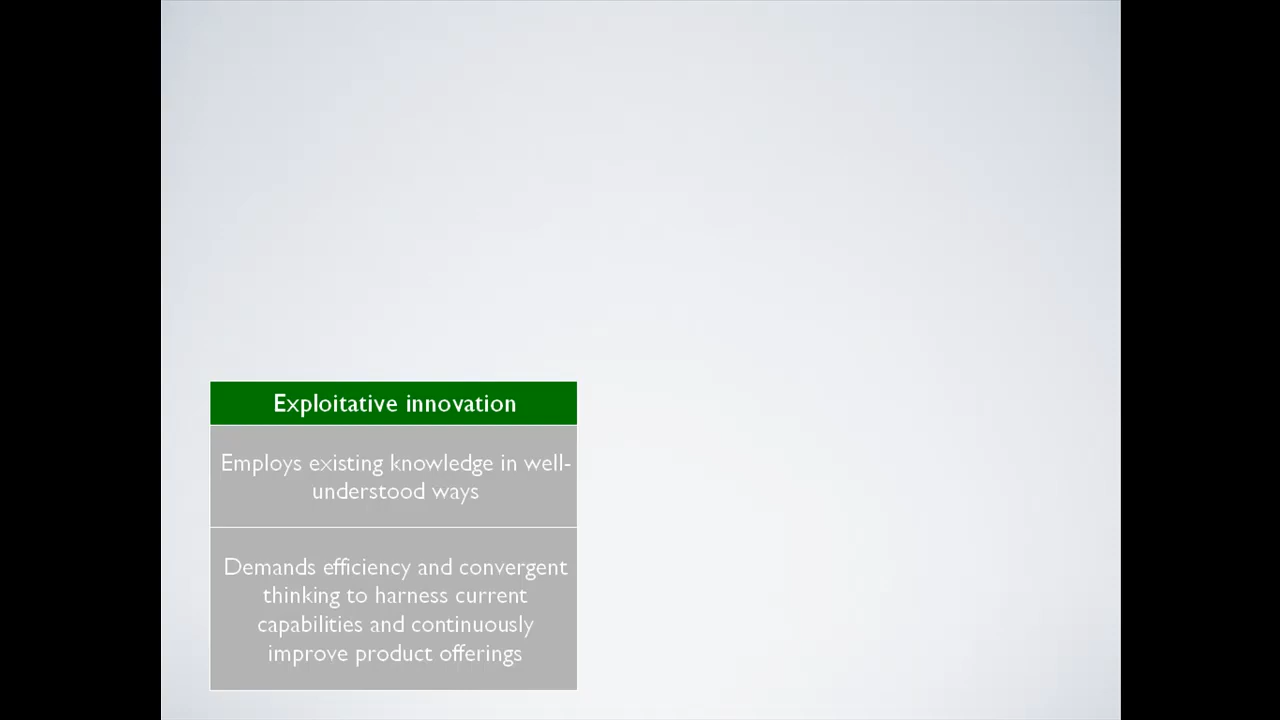 Exploitative innovation
Employs existing knowledge in well-
understood ways
Demands efficiency and convergent
thinking to harness current
capabilities and continuously
improve product offerings